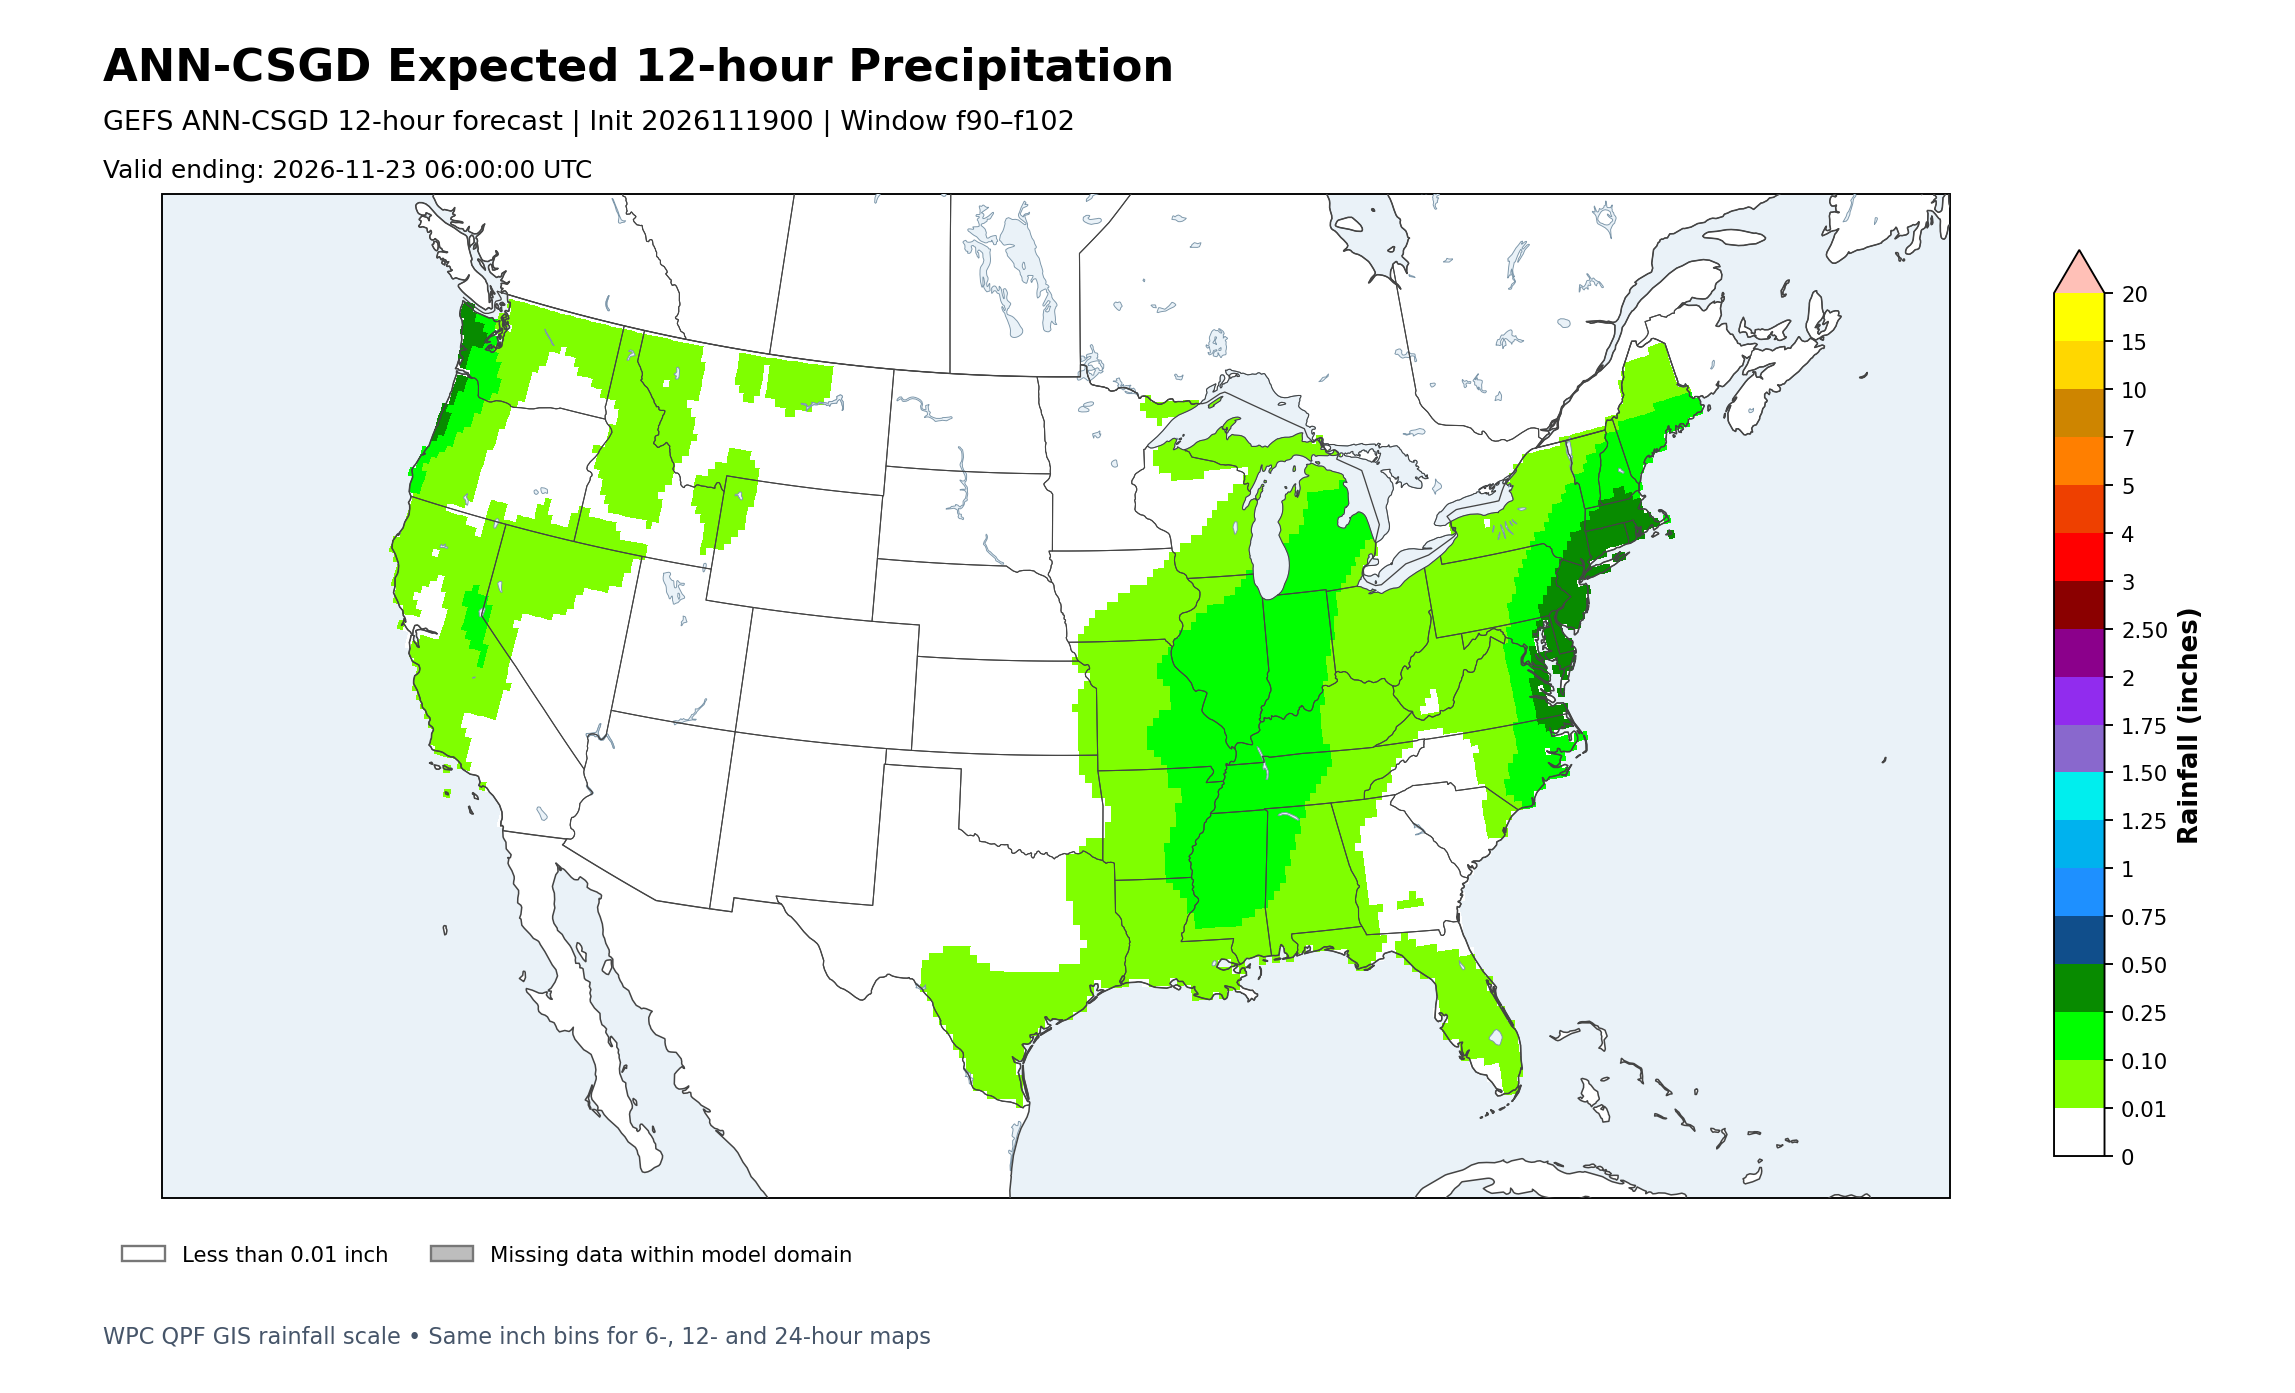 ANN-CSGD Expected 12-hour Precipitation
GEFS ANN-CSGD 12-hour forecast | Init 2026111900 | Window f90–f102
Valid ending: 2026-11-23 06:00:00 UTC
20
15
10
7
5
4
3
2.50
2
1.75
1.50
1.25
1
0.75
0.50
0.25
0.10
0.01
0
Rainfall (inches)
Less than 0.01 inch
Missing data within model domain
WPC QPF GIS rainfall scale • Same inch bins for 6-, 12- and 24-hour maps